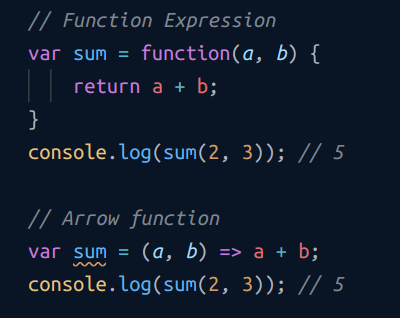 // Function Expression
var sum = function(a, b) {
return a + b;
}
console.log(sum(2, 3)); // 5
// Arrow function
var sum = (a, b) => a + b;
console.log(sum(2, 3)); // 5